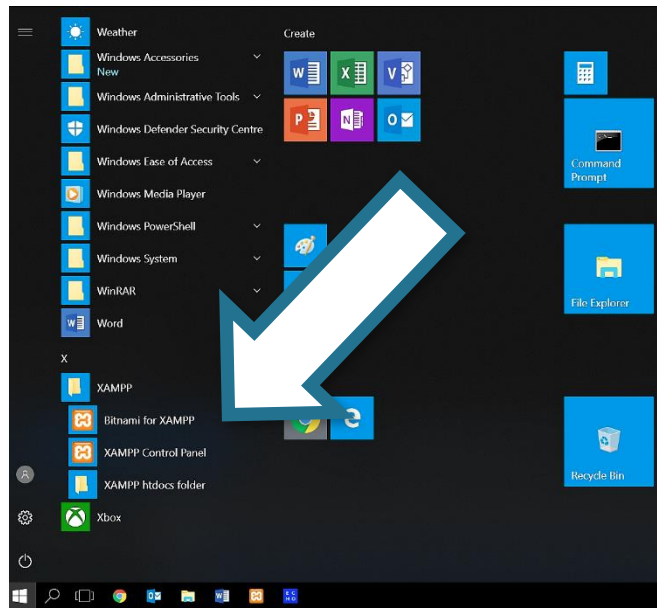 Weather
Create
Windows Accessories
New
Windows Administrative Tools
Windows Defender Security Centre
Windows Ease of Access
Command
Prompt
Windows Media Player
Windows PowerShell
Windows System
WinRAR
File Explorer
Word
X
XAMPP
Bitnami for XAMPP
XAMPP Control Panel
Recycle Bin
XAMPP htdocs folder
Xbox